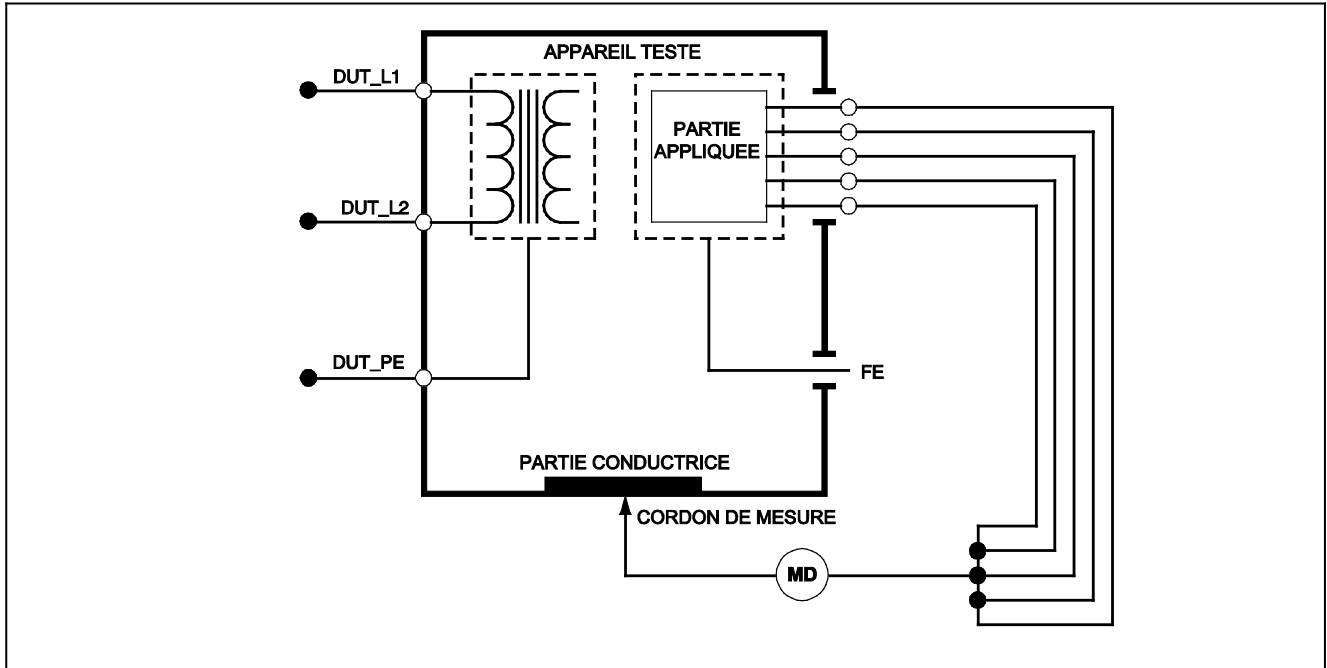 APPAREIL TESTE
DUT_L1
PARTIE
APPLIQUEE
DUT_L2
DUT_PE
FE
PARTIE CONDUCTRICE
CORDON DE MESURE
MD